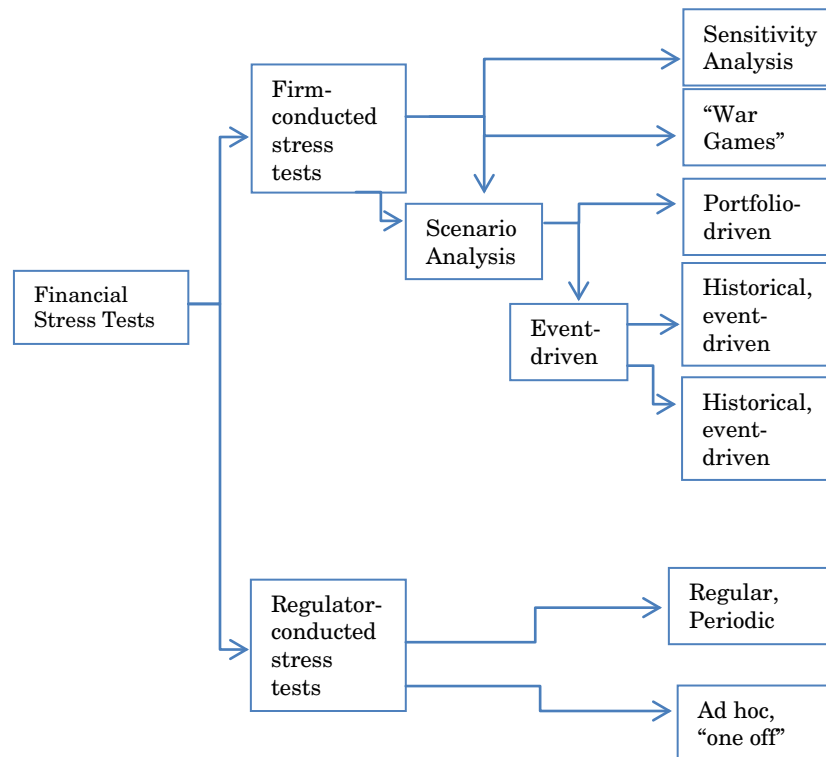 Financial
Stress Tests
Firm-
conducted
stress
tests
Sensitivity
Analysis
“War
Games”
Scenario
Analysis
Portfolio-
driven
Event-
driven
Historical,
event-
driven
Historical,
event-
driven
Regulator-
conducted
stress
tests
Regular,
Periodic
Ad hoc,
“one off”